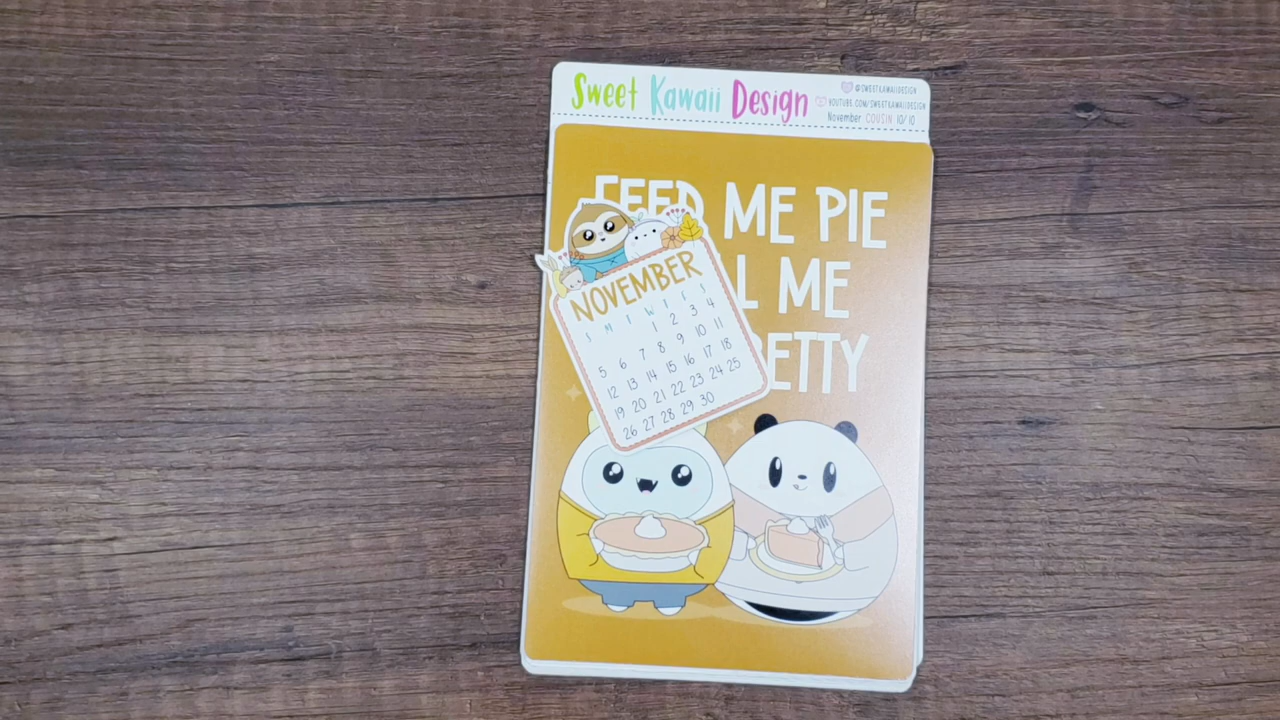 Sweet Kawaii Design
@SWEETKAWAIIDESIGN
YOUTUBE.COM/SWEETKAWAIIDESIGN
November COUSIN 10/10
FEED ME PIE
L ME
ETTY
NOVEMBER
S M T W T F S
1 2 3 4
5 6 7 8 9 10 11
12 13 14 15 16 17 18
19 20 21 22 23 24 25
26 27 28 29 30